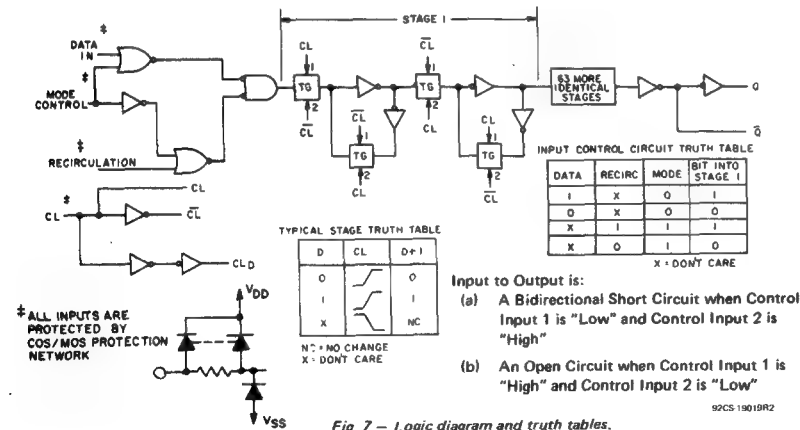 STAGE 1
‡
DATA IN
‡
MODE CONTROL
‡
RECIRCULATION
CL
1
TG
2
C̅L̅
C̅L̅
1
TG
2
CL
C̅L̅
1
TG
2
CL
CL
1
TG
2
C̅L̅
63 MORE
IDENTICAL
STAGES
Q
Q̅
‡
CL
CL
C̅L̅
CL D
INPUT CONTROL CIRCUIT TRUTH TABLE
DATA RECIRC MODE BIT INTO STAGE 1
1 X 0 1
0 X 0 0
X 1 1 1
X 0 1 0
X = DON'T CARE
TYPICAL STAGE TRUTH TABLE
D CL D+1
0 0
1 1
X NC
NC = NO CHANGE
X = DON'T CARE
‡ ALL INPUTS ARE
PROTECTED BY
COS/MOS PROTECTION
NETWORK
VDD
VSS
Input to Output is:
(a) A Bidirectional Short Circuit when Control
Input 1 is "Low" and Control Input 2 is
"High"
(b) An Open Circuit when Control Input 1 is
"High" and Control Input 2 is "Low"
92CS-19019R2
Fig. 7 — Logic diagram and truth tables.